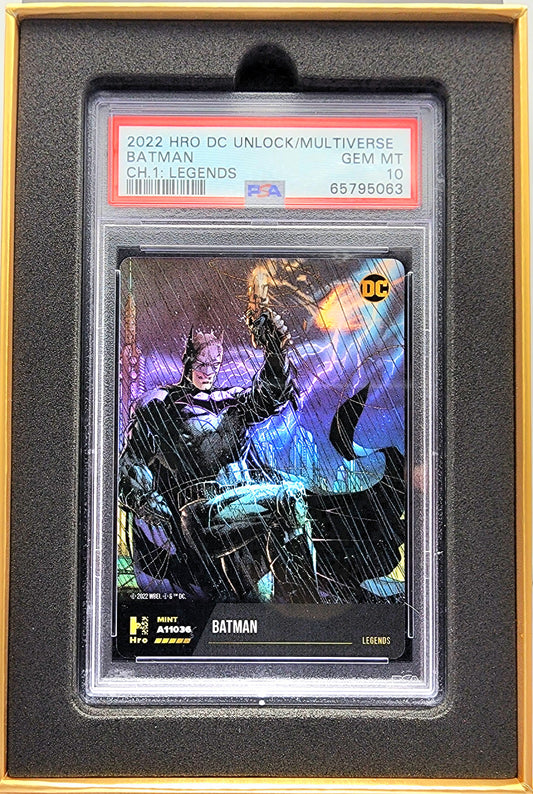 2022 HRO DC UNLOCK/MULTIVERSE
BATMAN GEM MT
CH.1: LEGENDS 10
PSA 65795063
DC
© 2022 WBEI. & ™ DC.
MINT
A11036
Hro
BATMAN
LEGENDS